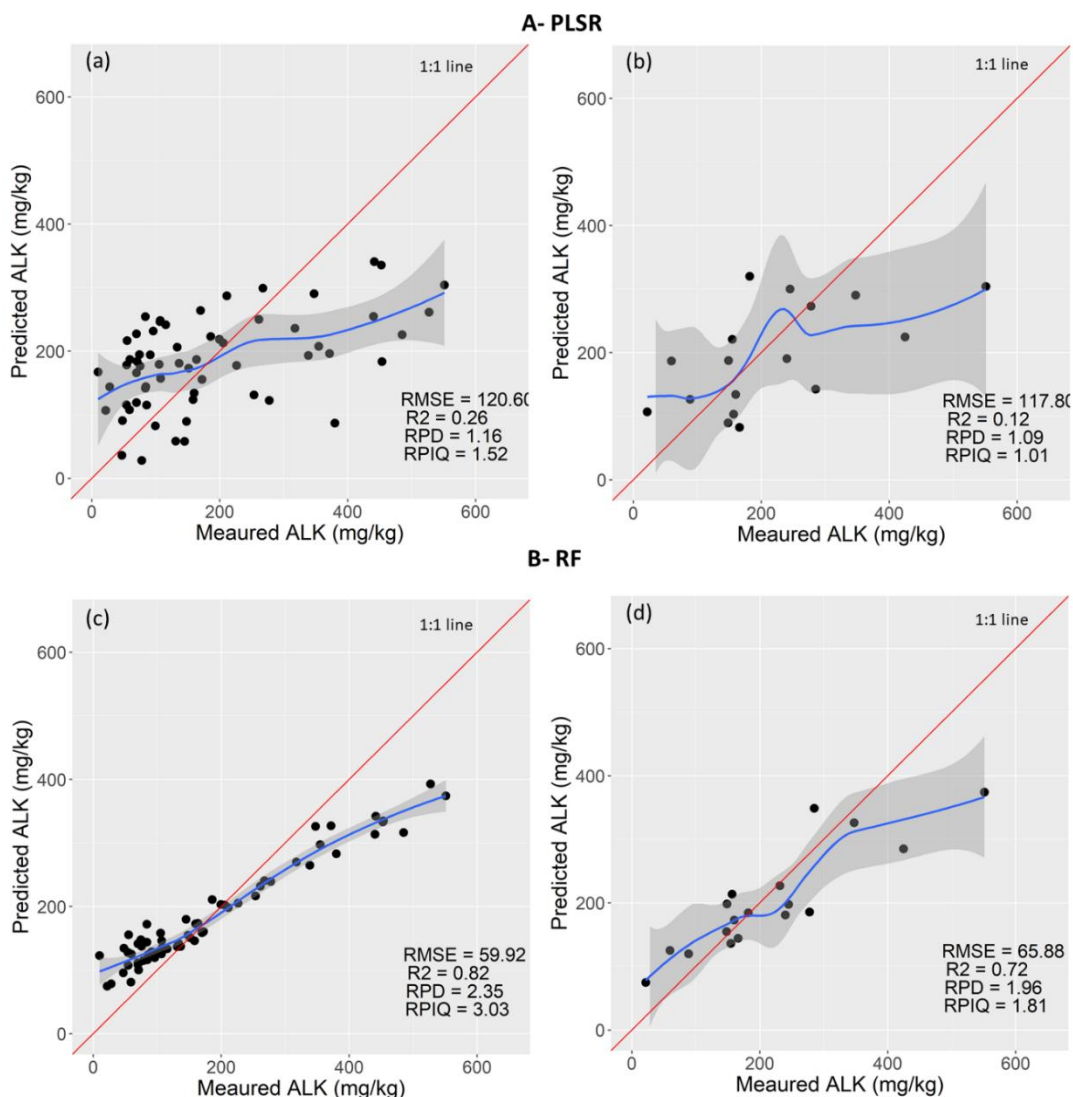 A- PLSR
(a)
1:1 line
600
400
200
0
Predicted ALK (mg/kg)
RMSE = 120.60
R2 = 0.26
RPD = 1.16
RPIQ = 1.52
0 200 400 600
Meaured ALK (mg/kg)
(b)
1:1 line
600
400
200
0
Predicted ALK (mg/kg)
RMSE = 117.80
R2 = 0.12
RPD = 1.09
RPIQ = 1.01
0 200 400 600
Meaured ALK (mg/kg)
B- RF
(c)
1:1 line
600
400
200
0
Predicted ALK (mg/kg)
RMSE = 59.92
R2 = 0.82
RPD = 2.35
RPIQ = 3.03
0 200 400 600
Meaured ALK (mg/kg)
(d)
1:1 line
600
400
200
0
Predicted ALK (mg/kg)
RMSE = 65.88
R2 = 0.72
RPD = 1.96
RPIQ = 1.81
0 200 400 600
Meaured ALK (mg/kg)